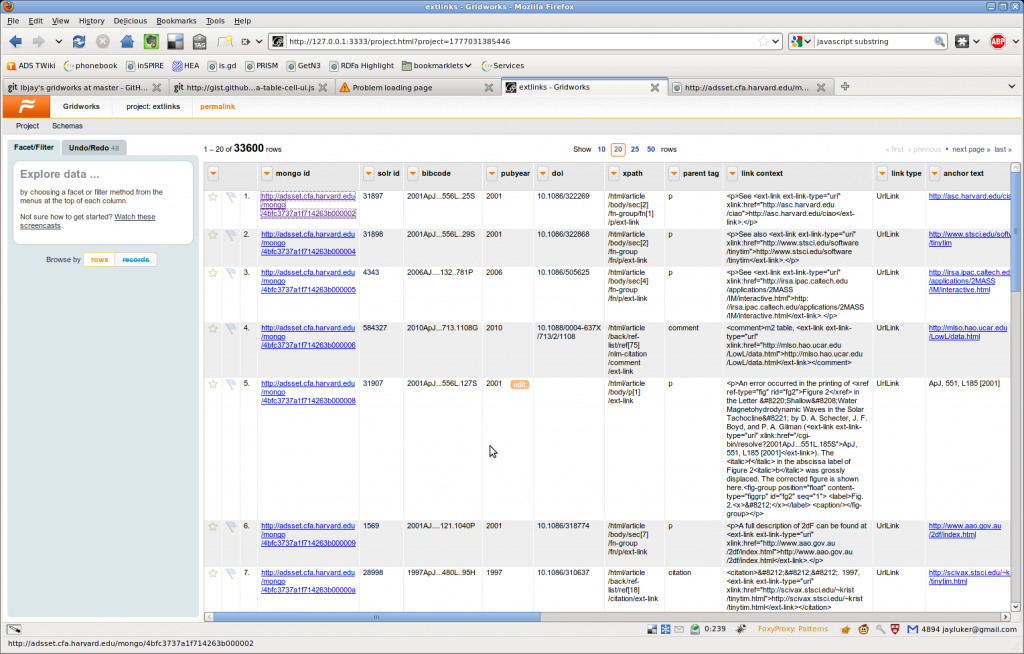 extlinks - Gridworks - Mozilla Firefox
File Edit View History Delicious Bookmarks Tools Help
http://127.0.0.1:3333/project.html?project=1777031385446
javascript substring
ABP
ADS TWiki phonebook inSPIRE HEA is.gd PRISM GetN3 RDFa Highlight bookmarklets Services
git lbjay's gridworks at master - GitH...
git http://gist.github...a-table-cell-ui.js
Problem loading page
extlinks - Gridworks
http://adsset.cfa.harvard.edu/m...
Gridworks project: extlinks permalink
Project Schemas
Facet/Filter Undo/Redo 48
Explore data ...
by choosing a facet or filter method from the
menus at the top of each column.
Not sure how to get started? Watch these
screencasts.
Browse by rows records
1 – 20 of 33600 rows
Show 10 20 25 50 rows
« first ‹ previous • next page › last »
mongo id solr id bibcode pubyear doi xpath parent tag link context link type anchor text
1.
http://adsset.cfa.harvard.edu
/mongo
/4bfc3737a1f714263b000002
31897
2001ApJ...556L..25S
2001
10.1086/322269
/html/article
/body/sec[2]
/fn-group/fn[1]
/p/ext-link
p
<p>See <ext-link ext-link-type="uri"
xlink:href="http://asc.harvard.edu
/ciao">http://asc.harvard.edu/ciao</ext-
link>.</p>
UrlLink
http://asc.harvard.edu/cia
2.
http://adsset.cfa.harvard.edu
/mongo
/4bfc3737a1f714263b000004
31898
2001ApJ...556L..29S
2001
10.1086/322868
/html/article
/body/sec[2]
/fn-group
/fn/p/ext-link
p
<p>See also <ext-link ext-link-type="uri"
xlink:href="http://www.stsci.edu/software
/tinytim">http://www.stsci.edu/software
/tinytim</ext-link>.</p>
UrlLink
http://www.stsci.edu/soft
/tinytim
3.
http://adsset.cfa.harvard.edu
/mongo
/4bfc3737a1f714263b000005
4343
2006AJ....132..781P
2006
10.1086/505625
/html/article
/body/sec[4]
/fn-group
/fn/p/ext-link
p
<p>See <ext-link ext-link-type="uri"
xlink:href="http://irsa.ipac.caltech.edu
/applications/2MASS
/IM/interactive.html">http:
//irsa.ipac.caltech.edu/applications/2MASS
/IM/interactive.html</ext-link>.</p>
UrlLink
http://irsa.ipac.caltech.ed
/applications/2MASS
/IM/interactive.html
4.
http://adsset.cfa.harvard.edu
/mongo
/4bfc3737a1f714263b000006
584327
2010ApJ...713.1108G
2010
10.1088/0004-637X
/713/2/1108
/html/article
/back/ref-
list/ref[75]
/nlm-citation
/comment
/ext-link
comment
<comment>m2 table, <ext-link ext-link-
type="uri"
xlink:href="http://mlso.hao.ucar.edu
/LowL/data.html">http://mlso.hao.ucar.edu
/LowL/data.html</ext-link></comment>
UrlLink
http://mlso.hao.ucar.edu
/LowL/data.html
5.
http://adsset.cfa.harvard.edu
/mongo
/4bfc3737a1f714263b000008
31907
2001ApJ...556L.127S
2001 edit
/html/article
/body/p[1]
/ext-link
p
<p>An error occurred in the printing of <xref
ref-type="fig" rid="fg2">Figure 2</xref>
in the Letter &#8220;Shallow&#8208;Water
Magnetohydrodynamic Waves in the Solar
Tachocline&#8221; by D. A. Schecter, J. F.
Boyd, and P. A. Gilman (<ext-link ext-link-
type="uri" xlink:href="/cgi-
bin/resolve?2001ApJ...551L.185S">ApJ,
551, L185 [2001]</ext-link>). The
<italic>f</italic> in the abscissa label of
Figure 2<italic>b</italic> was grossly
displaced. The corrected figure is shown
here.<fig-group position="float" content-
type="figgrp" id="fg2" seq="1"> <label>Fig.
2.<x>&#8212;</x></label> <caption/></fig-
group></p>
UrlLink
ApJ, 551, L185 [2001]
6.
http://adsset.cfa.harvard.edu
/mongo
/4bfc3737a1f714263b000009
1569
2001AJ....121.1040P
2001
10.1086/318774
/html/article
/body/sec[7]
/fn-group
/fn/p/ext-link
p
<p>A full description of 2dF can be found at
<ext-link ext-link-type="uri"
xlink:href="http://www.aao.gov.au
/2df/index.html">http://www.aao.gov.au
/2df/index.html</ext-link>.</p>
UrlLink
http://www.aao.gov.au
/2df/index.html
7.
http://adsset.cfa.harvard.edu
/mongo
/4bfc3737a1f714263b00000a
28998
1997ApJ...480L..95H
1997
10.1086/310637
/html/article
/back/ref-
list/ref[18]
/citation/ext-link
citation
<citation>&#8212;&#8212;&#8212;. 1997,
<ext-link ext-link-type="uri"
xlink:href="http://scivax.stsci.edu/~krist
/tinytim.html">http://scivax.stsci.edu/~krist
/tinytim.html</ext-link></citation>
UrlLink
http://scivax.stsci.edu/~k
/tinytim.html
0:239 FoxyProxy: Patterns 4894 jayluker@gmail.com
http://adsset.cfa.harvard.edu/mongo/4bfc3737a1f714263b000002